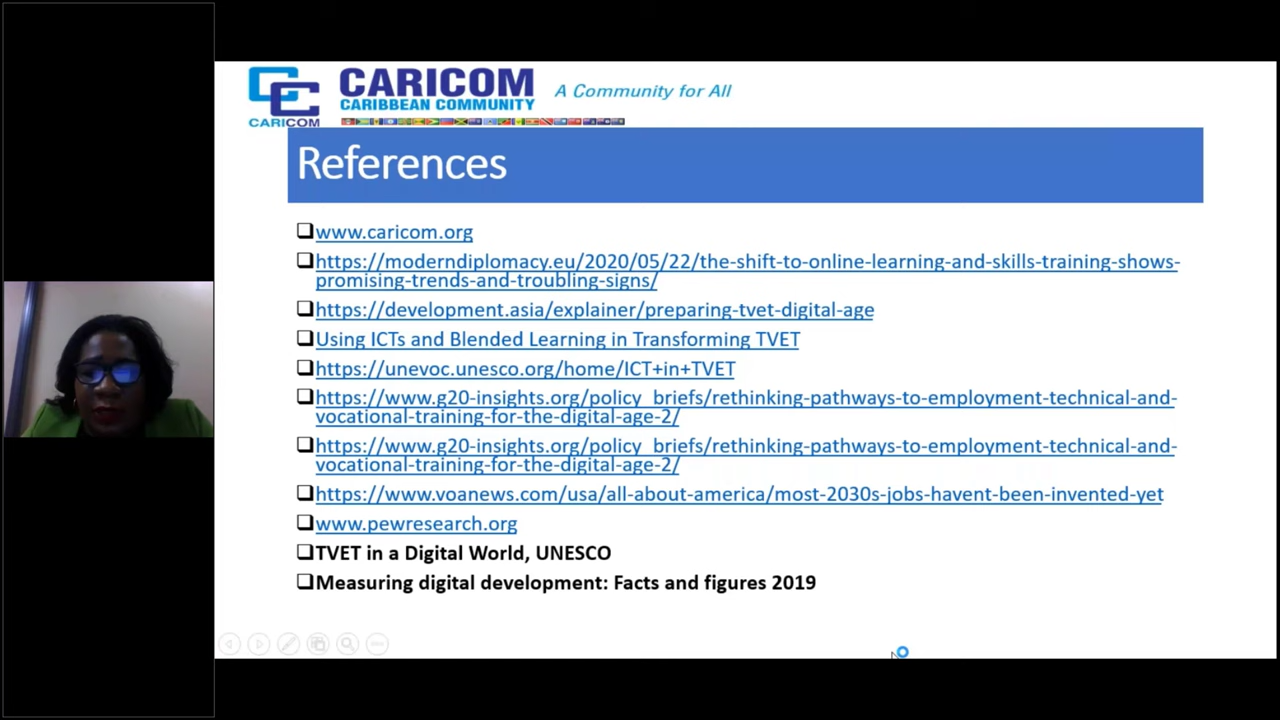 CARICOM
CARICOM
CARIBBEAN COMMUNITY
A Community for All
References
www.caricom.org
https://moderndiplomacy.eu/2020/05/22/the-shift-to-online-learning-and-skills-training-shows-
promising-trends-and-troubling-signs/
https://development.asia/explainer/preparing-tvet-digital-age
Using ICTs and Blended Learning in Transforming TVET
https://unevoc.unesco.org/home/ICT+in+TVET
https://www.g20-insights.org/policy_briefs/rethinking-pathways-to-employment-technical-and-
vocational-training-for-the-digital-age-2/
https://www.g20-insights.org/policy_briefs/rethinking-pathways-to-employment-technical-and-
vocational-training-for-the-digital-age-2/
https://www.voanews.com/usa/all-about-america/most-2030s-jobs-havent-been-invented-yet
www.pewresearch.org
TVET in a Digital World, UNESCO
Measuring digital development: Facts and figures 2019